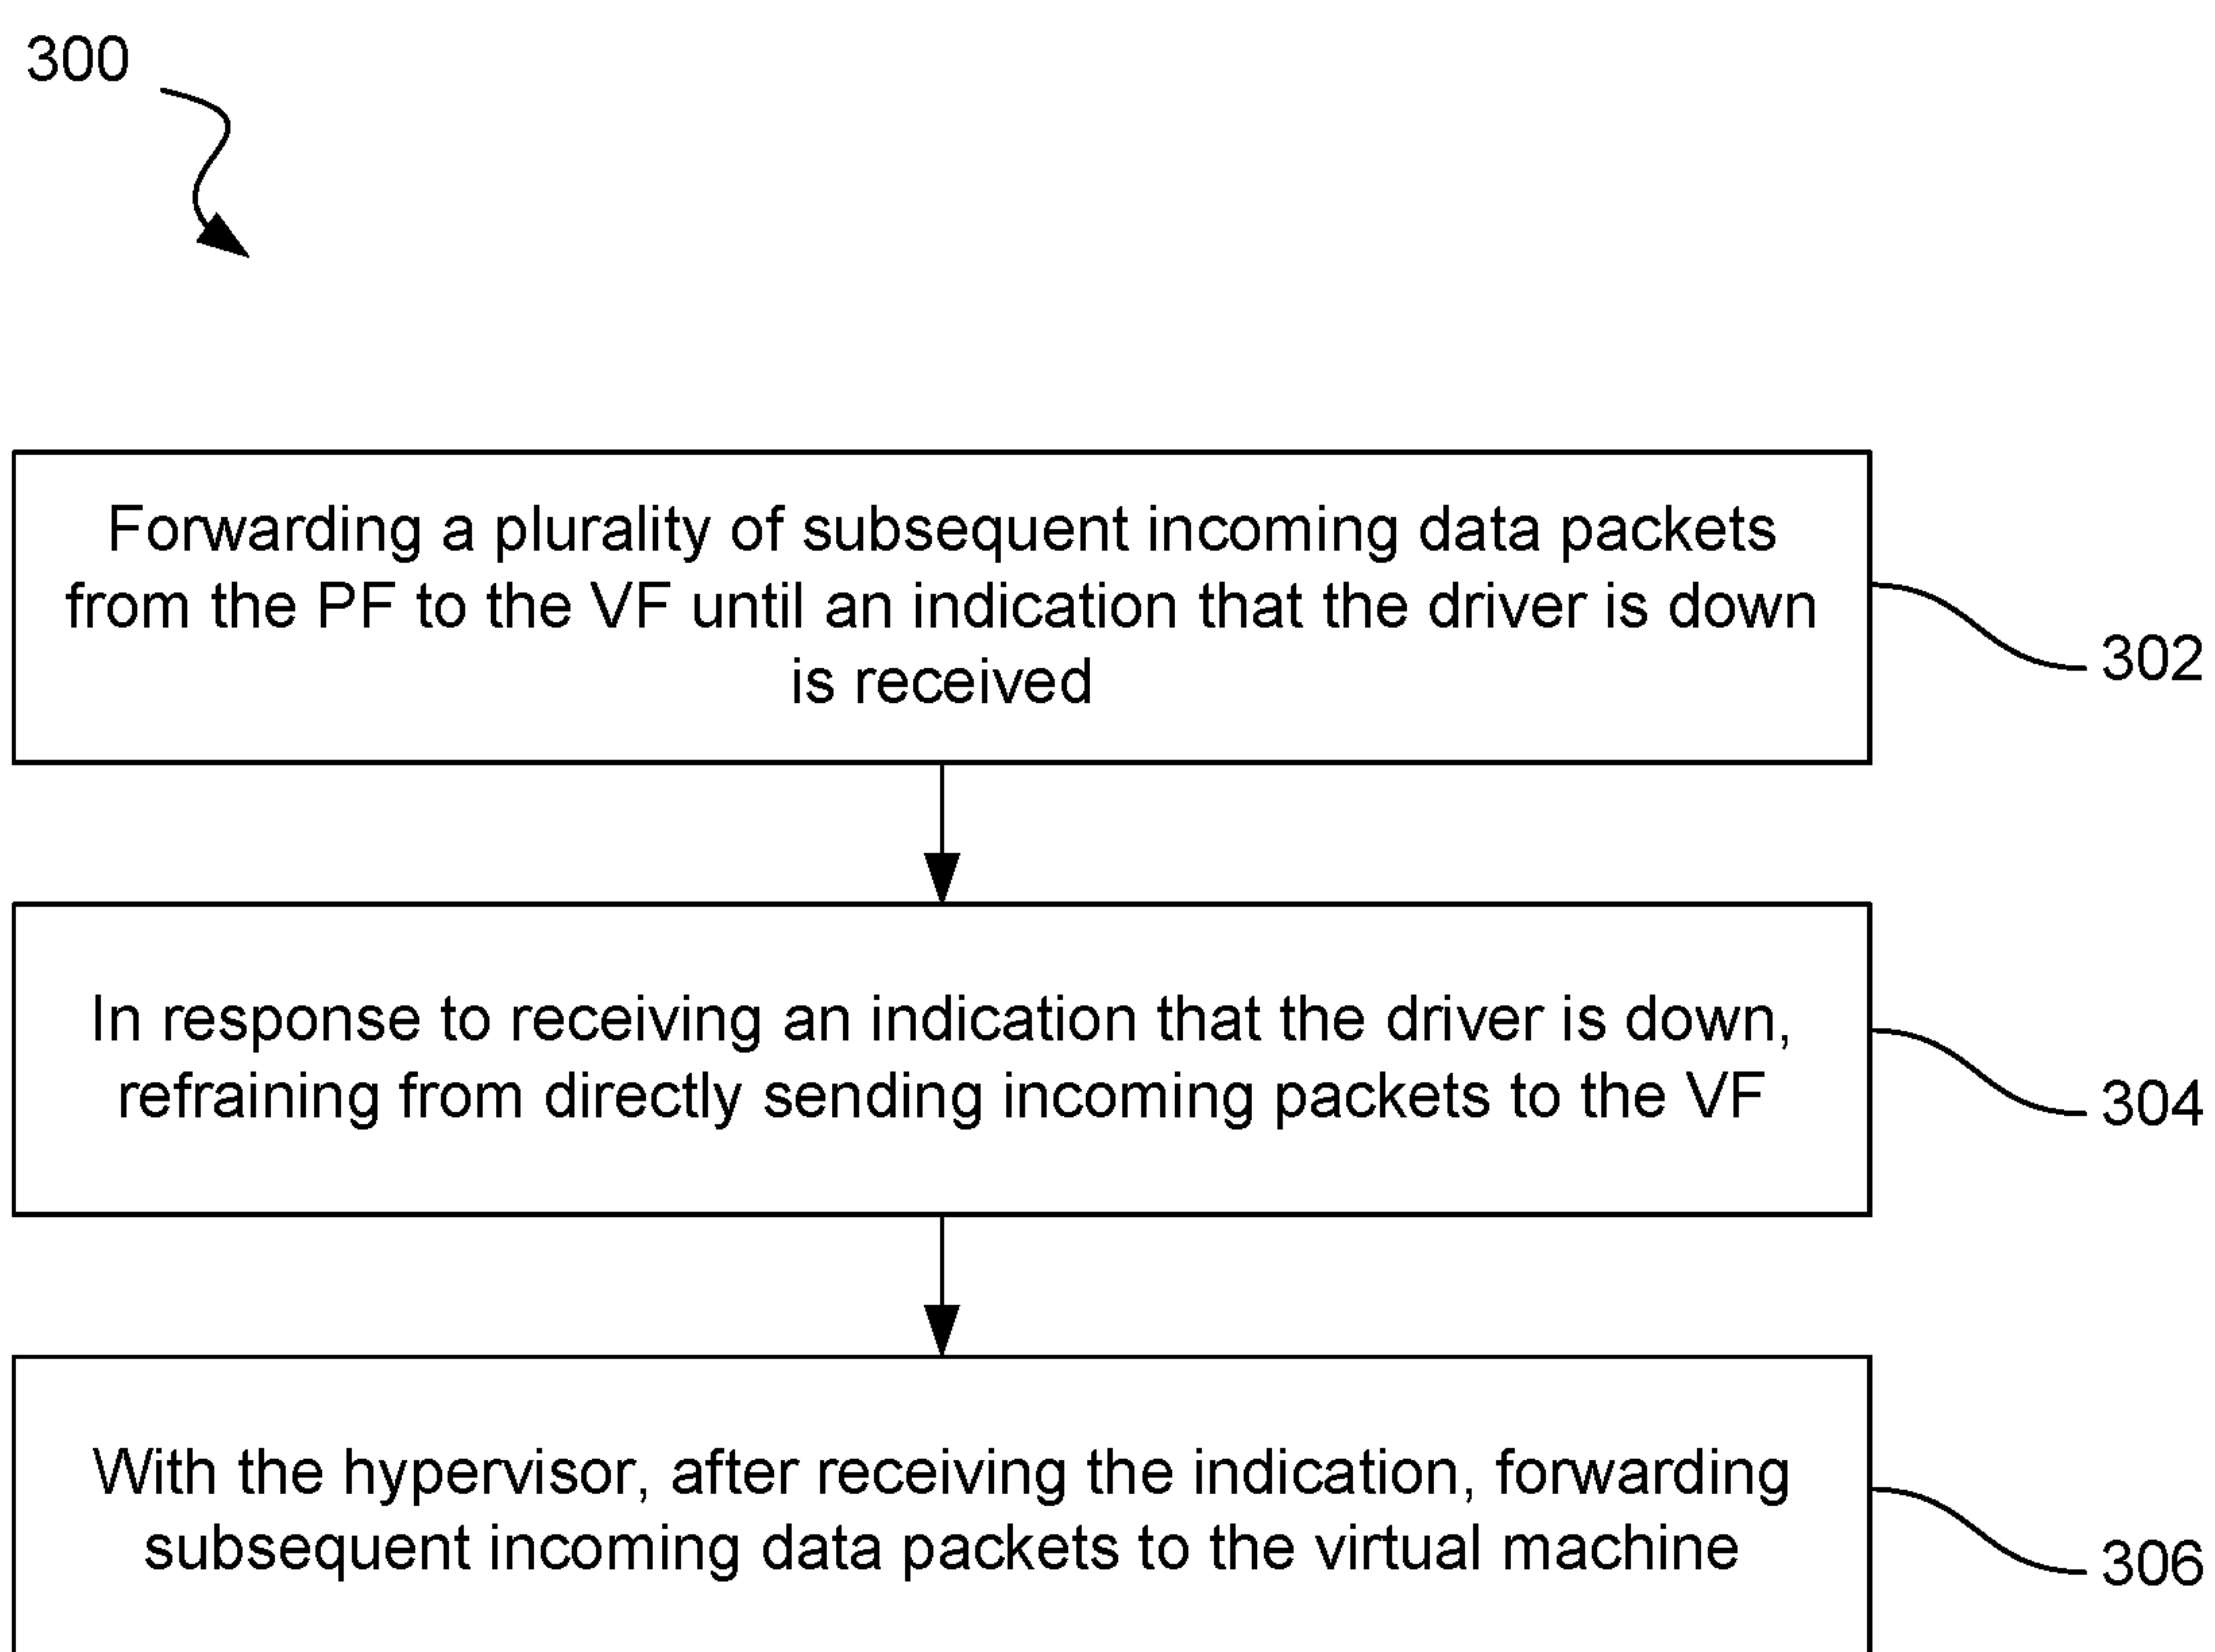 300
Forwarding a plurality of subsequent incoming data packets
from the PF to the VF until an indication that the driver is down
is received
302
In response to receiving an indication that the driver is down,
refraining from directly sending incoming packets to the VF
304
With the hypervisor, after receiving the indication, forwarding
subsequent incoming data packets to the virtual machine
306